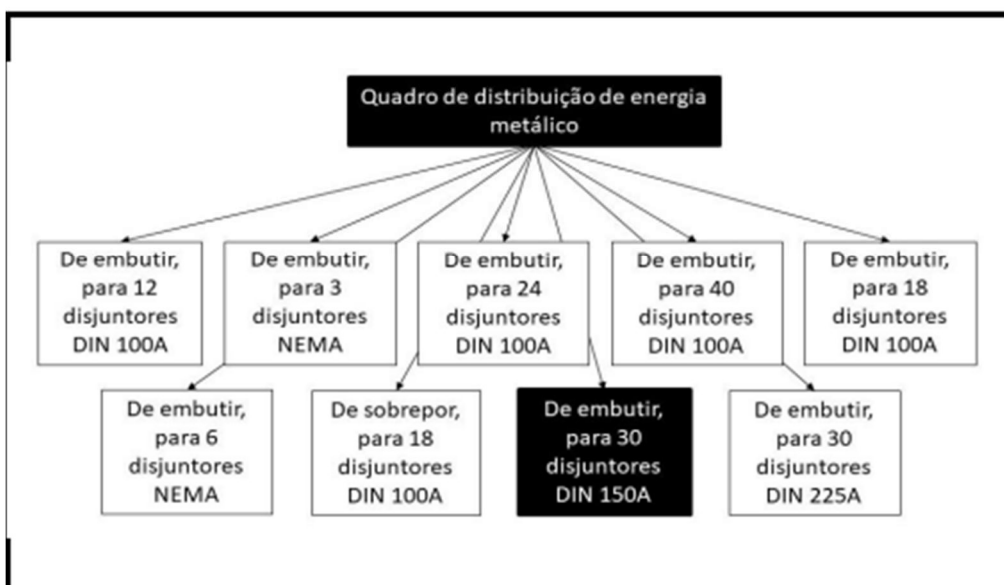 Quadro de distribuição de energia
metálico
De embutir,
para 12
disjuntores
DIN 100A
De embutir,
para 3
disjuntores
NEMA
De embutir,
para 24
disjuntores
DIN 100A
De embutir,
para 40
disjuntores
DIN 100A
De embutir,
para 18
disjuntores
DIN 100A
De embutir,
para 6
disjuntores
NEMA
De sobrepor,
para 18
disjuntores
DIN 100A
De embutir,
para 30
disjuntores
DIN 150A
De embutir,
para 30
disjuntores
DIN 225A